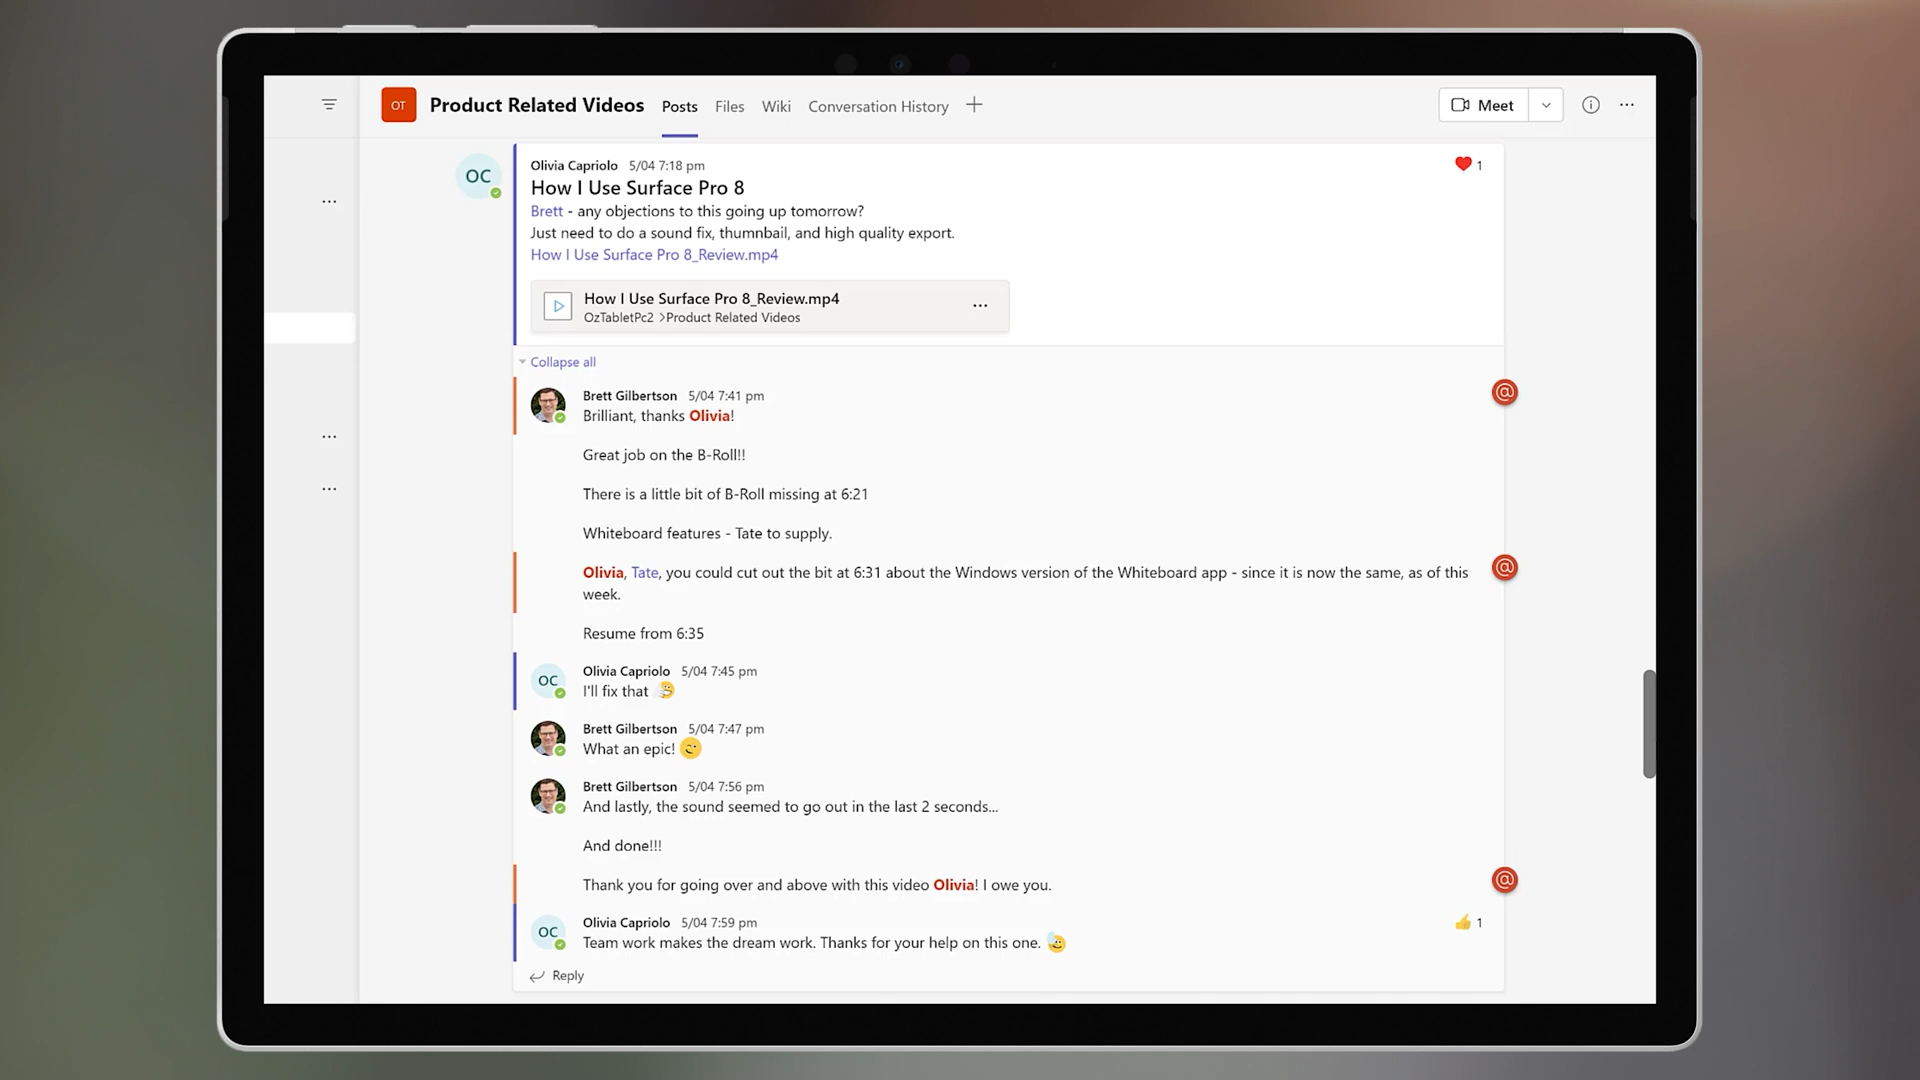 OT Product Related Videos Posts Files Wiki Conversation History Meet
OC Olivia Capriolo 5/04 7:18 pm 1
How I Use Surface Pro 8
Brett - any objections to this going up tomorrow?
Just need to do a sound fix, thumnbail, and high quality export.
How I Use Surface Pro 8_Review.mp4
How I Use Surface Pro 8_Review.mp4
OzTabletPc2 >Product Related Videos
Collapse all
Brett Gilbertson 5/04 7:41 pm @
Brilliant, thanks Olivia!
Great job on the B-Roll!!
There is a little bit of B-Roll missing at 6:21
Whiteboard features - Tate to supply.
Olivia, Tate, you could cut out the bit at 6:31 about the Windows version of the Whiteboard app - since it is now the same, as of this @
week.
Resume from 6:35
OC Olivia Capriolo 5/04 7:45 pm
I'll fix that
Brett Gilbertson 5/04 7:47 pm
What an epic!
Brett Gilbertson 5/04 7:56 pm
And lastly, the sound seemed to go out in the last 2 seconds...
And done!!!
Thank you for going over and above with this video Olivia! I owe you. @
OC Olivia Capriolo 5/04 7:59 pm 1
Team work makes the dream work. Thanks for your help on this one.
Reply